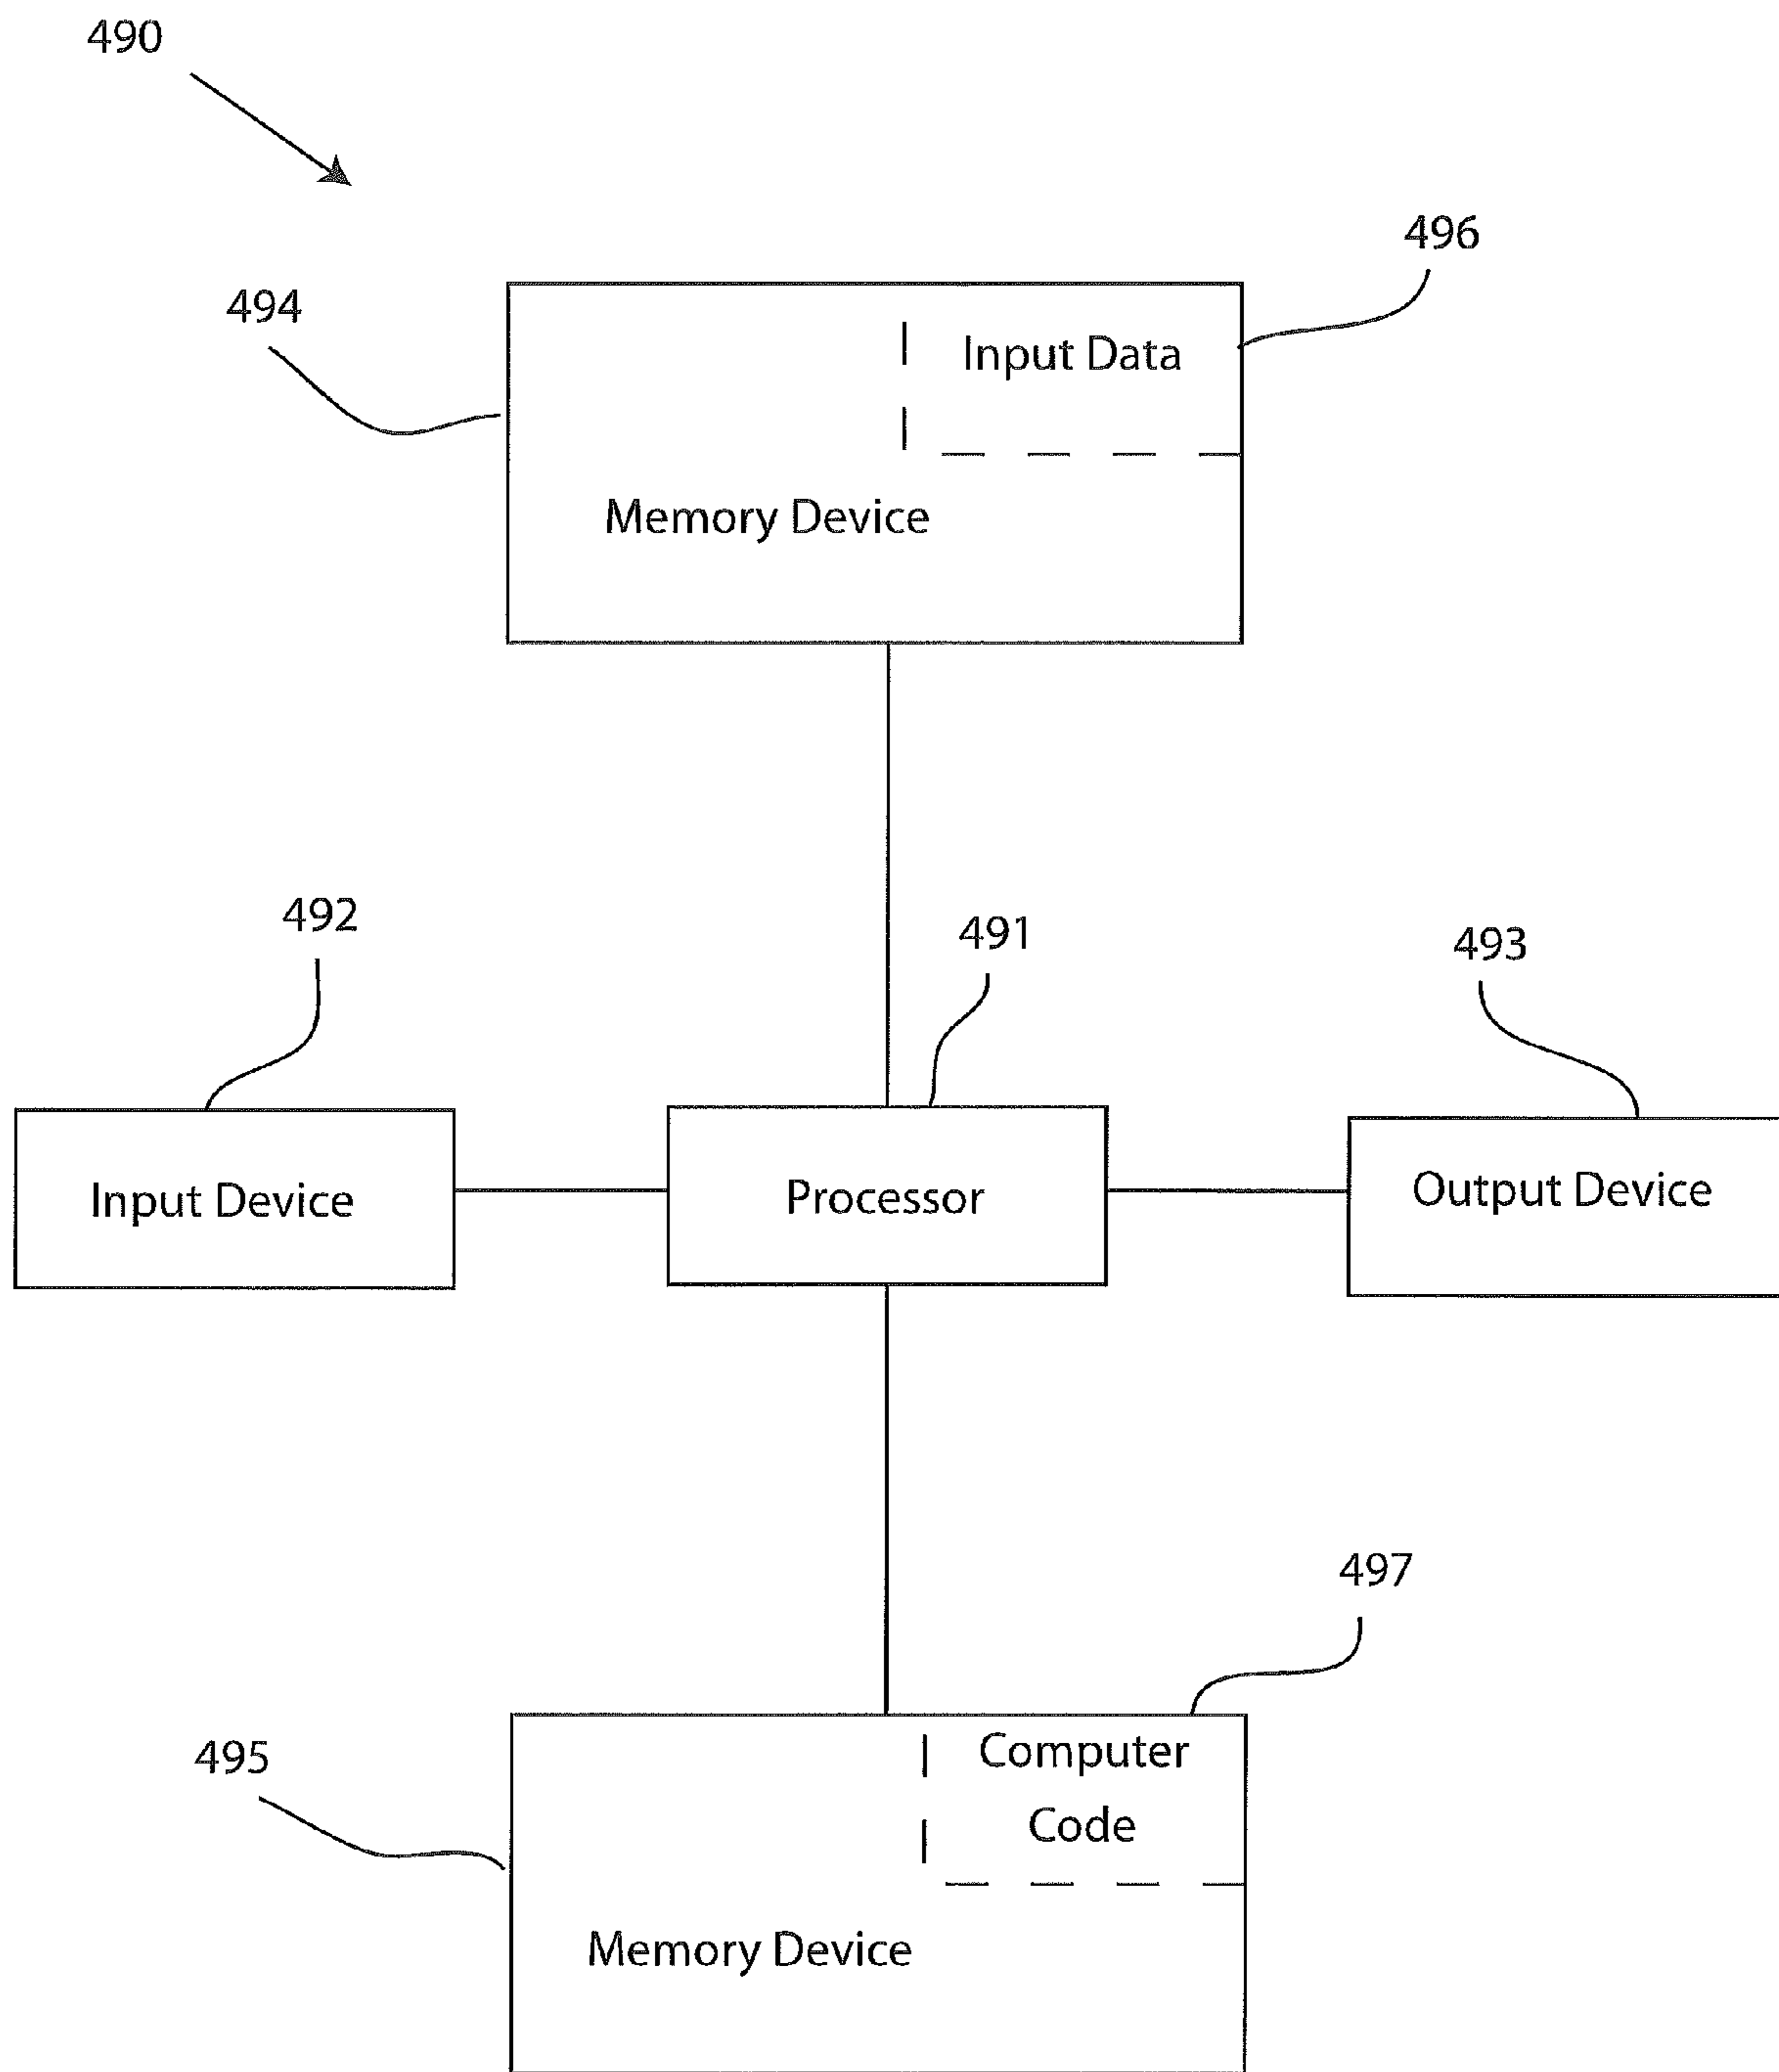 490
496
494
Input Data
Memory Device
492
491
493
Input Device
Processor
Output Device
497
495
Computer
Code
Memory Device